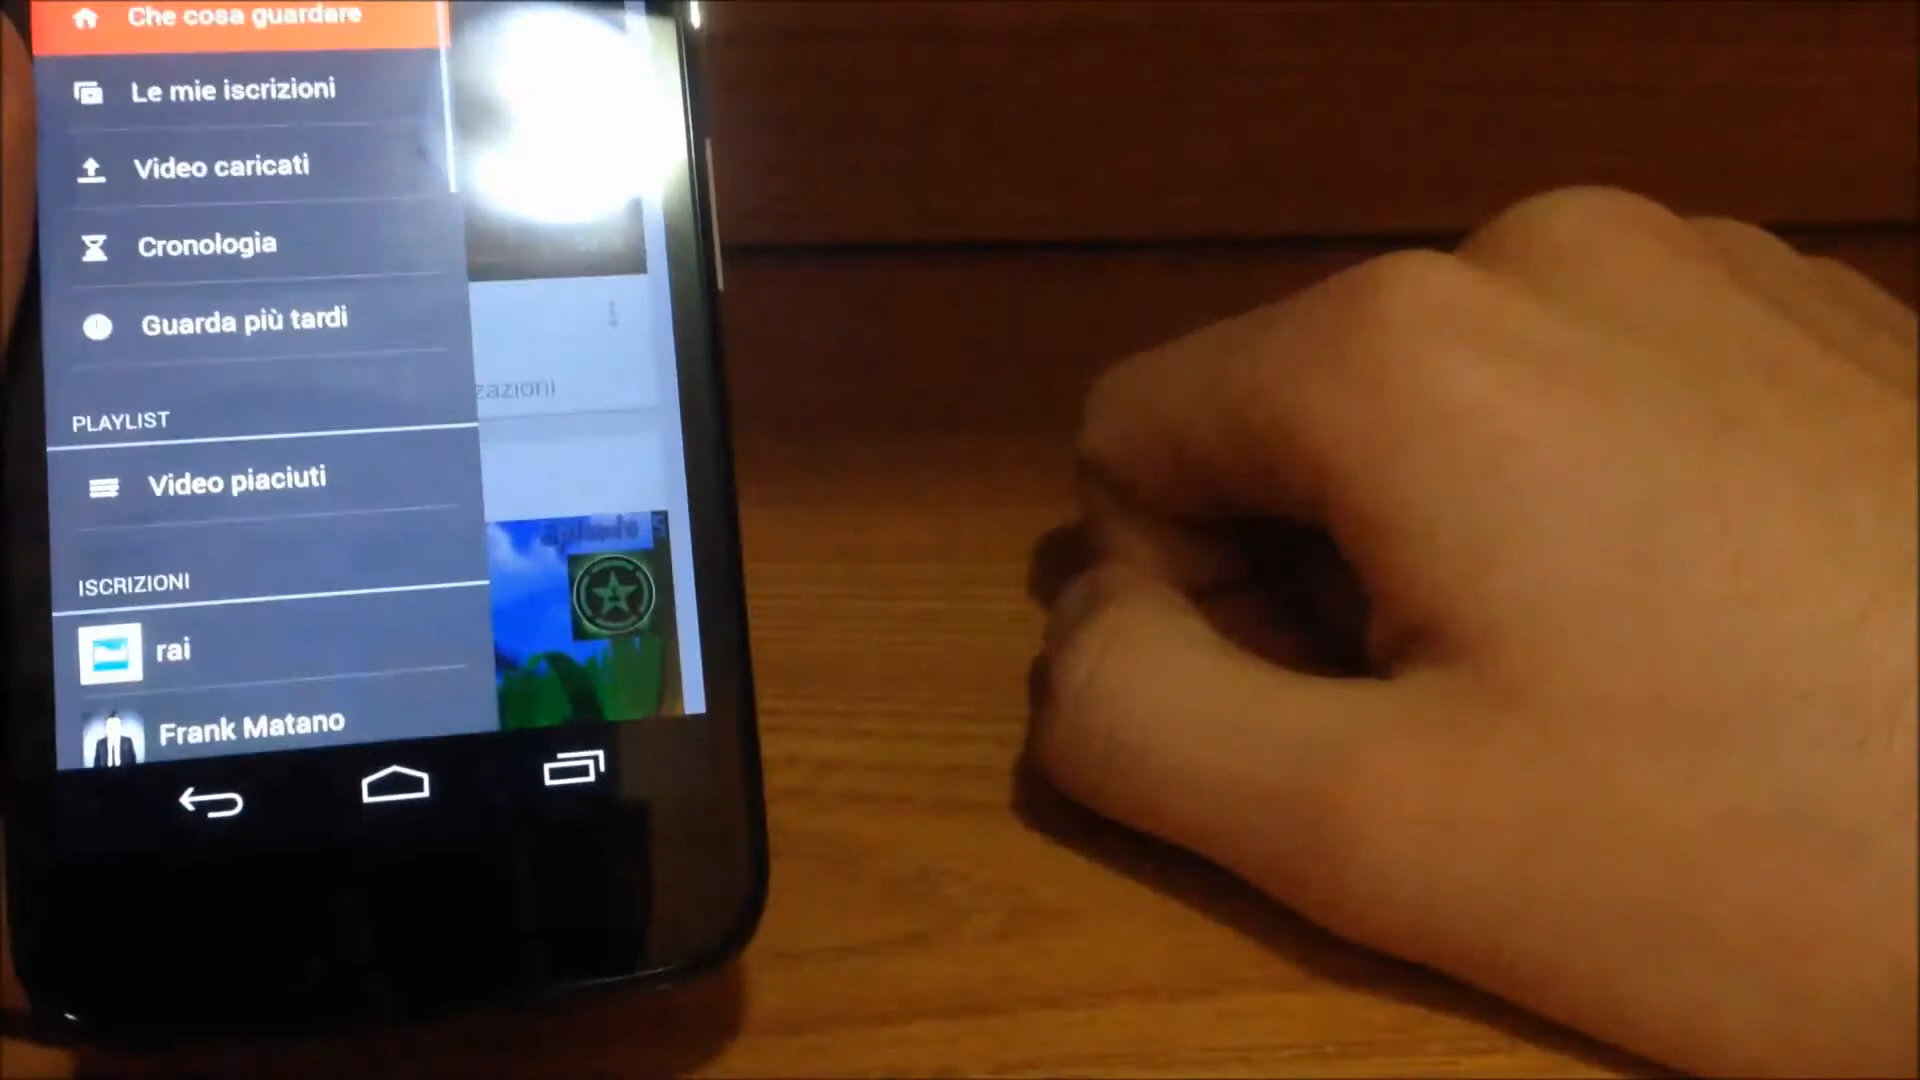 Che cosa guardare
Le mie iscrizioni
Video caricati
Cronologia
Guarda più tardi
zazioni
PLAYLIST
Video piaciuti
ISCRIZIONI
rai
Frank Matano